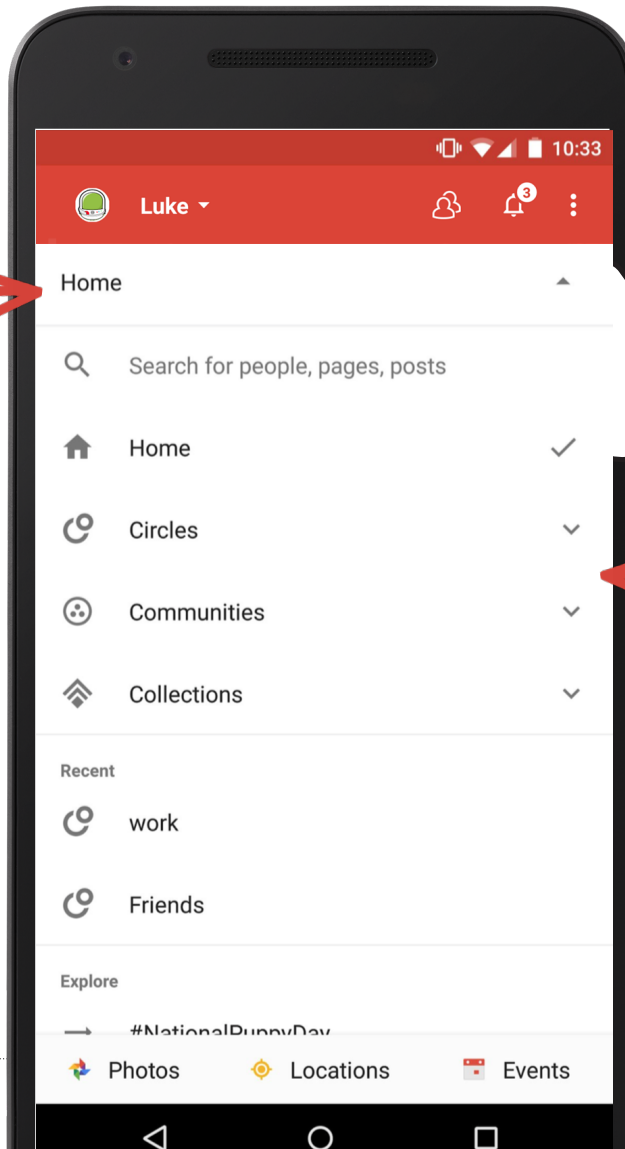 10:33
Luke
3
Home
Search for people, pages, posts
Home
Circles
Communities
Collections
Recent
work
Friends
Explore
#NationalPuppyDay
Photos Locations Events